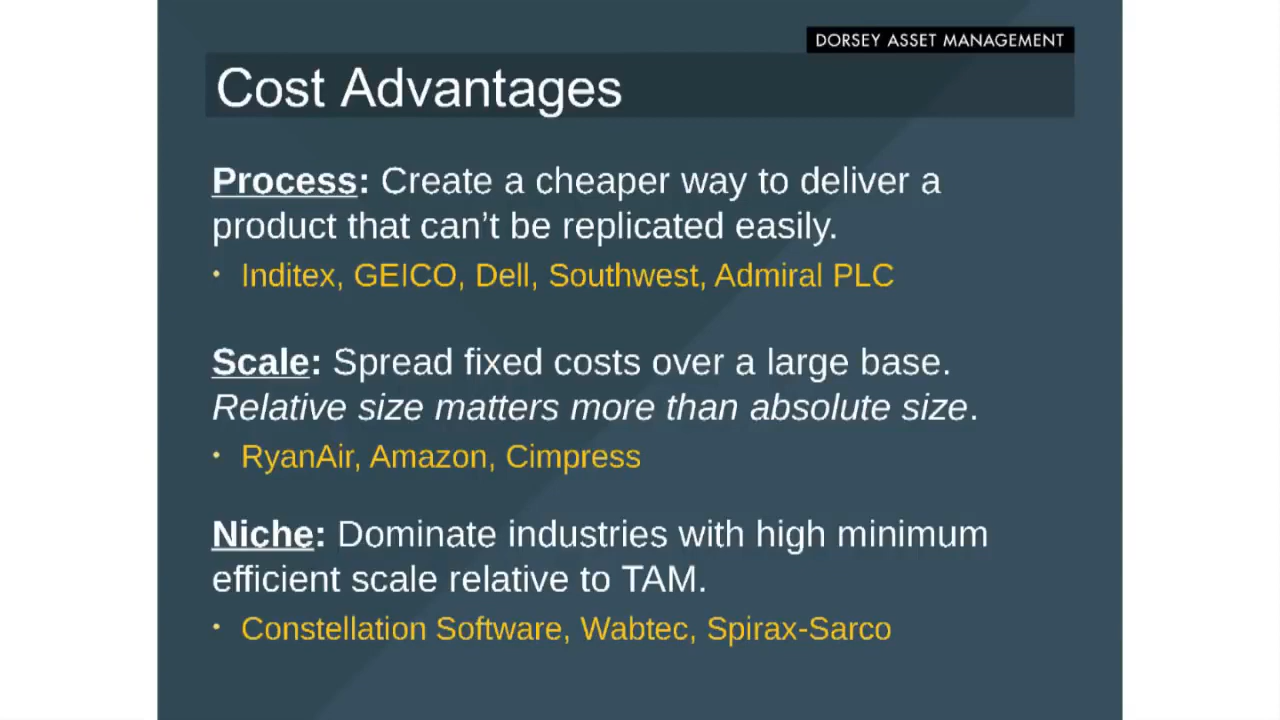 DORSEY ASSET MANAGEMENT
Cost Advantages
Process: Create a cheaper way to deliver a
product that can’t be replicated easily.
• Inditex, GEICO, Dell, Southwest, Admiral PLC
Scale: Spread fixed costs over a large base.
Relative size matters more than absolute size.
• RyanAir, Amazon, Cimpress
Niche: Dominate industries with high minimum
efficient scale relative to TAM.
• Constellation Software, Wabtec, Spirax-Sarco